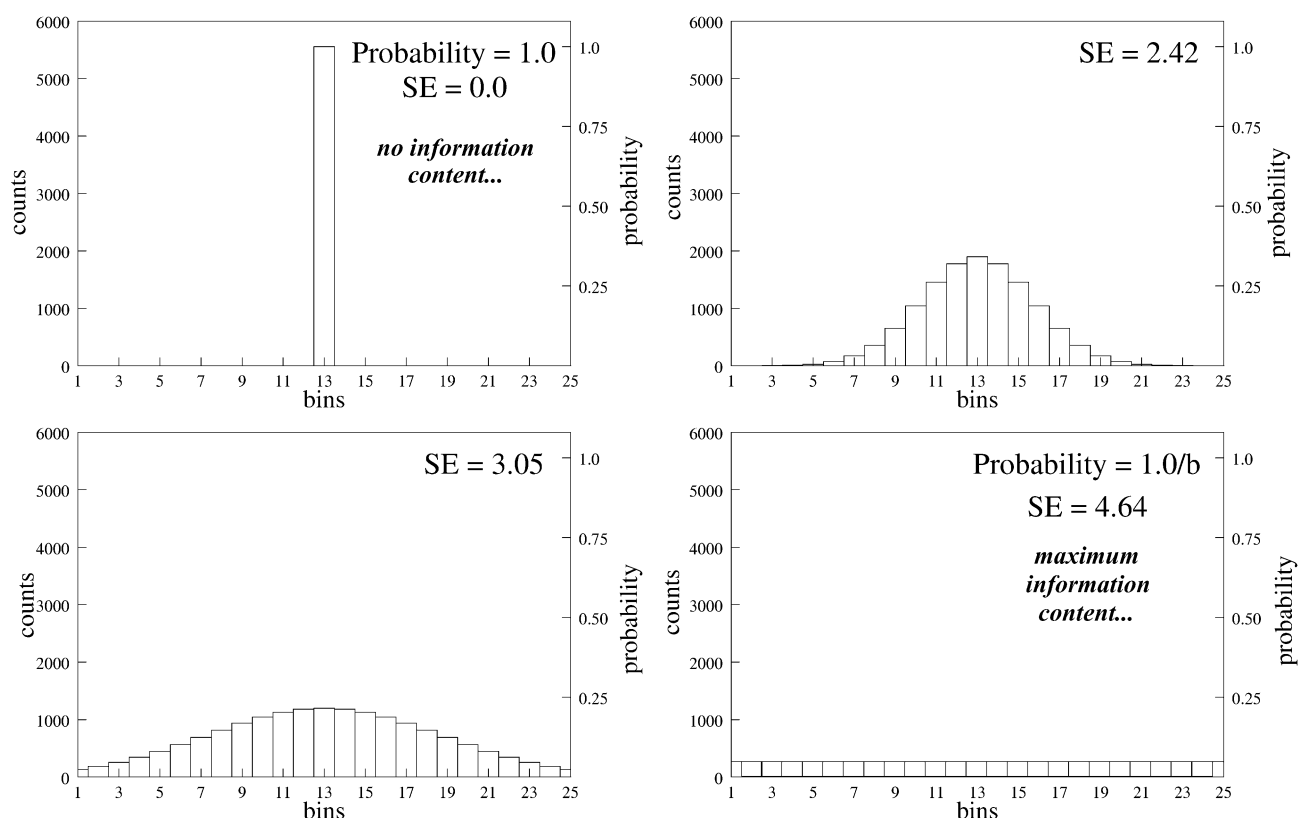 6000
5000
4000
3000
2000
1000
0
counts
1 3 5 7 9 11 13 15 17 19 21 23 25
bins
1.0
0.75
0.50
0.25
probability
Probability = 1.0
SE = 0.0
no information
content...
6000
5000
4000
3000
2000
1000
0
counts
1 3 5 7 9 11 13 15 17 19 21 23 25
bins
1.0
0.75
0.50
0.25
probability
SE = 2.42
6000
5000
4000
3000
2000
1000
0
counts
1 3 5 7 9 11 13 15 17 19 21 23 25
bins
1.0
0.75
0.50
0.25
probability
SE = 3.05
6000
5000
4000
3000
2000
1000
0
counts
1 3 5 7 9 11 13 15 17 19 21 23 25
bins
1.0
0.75
0.50
0.25
probability
Probability = 1.0/b
SE = 4.64
maximum
information
content...